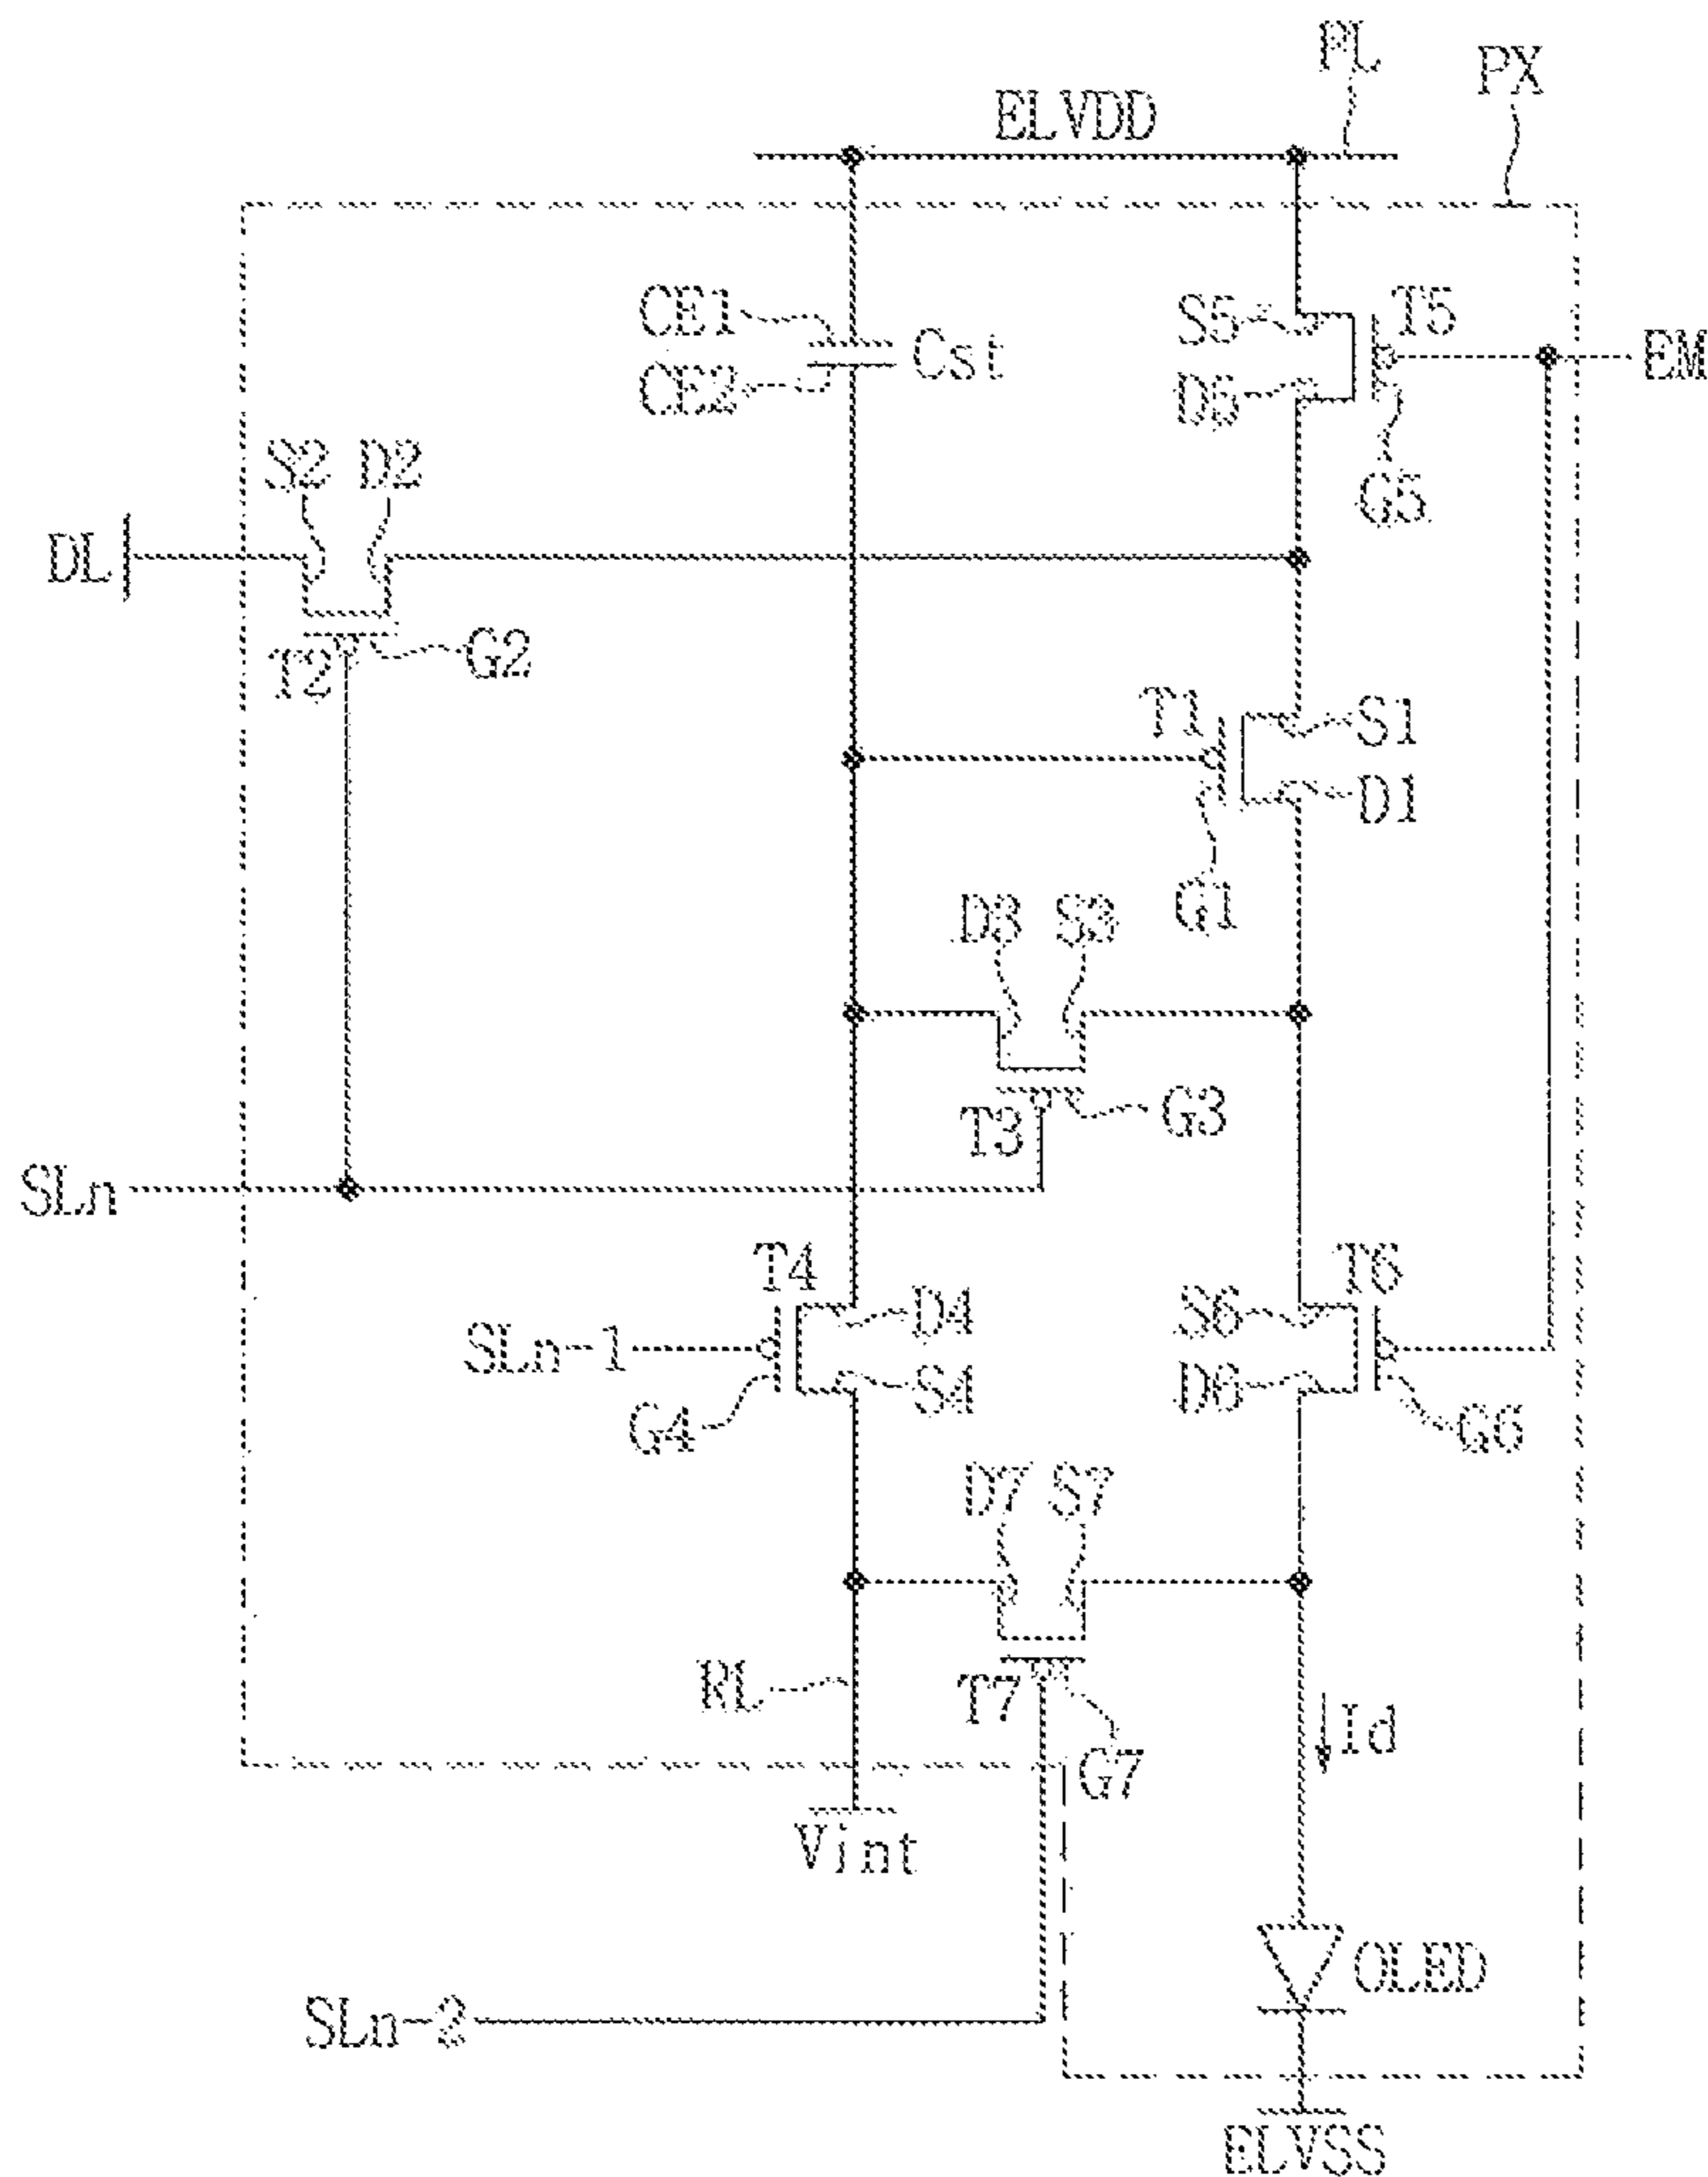 PL
PX
ELVDD
CE1
Cst
CE2
S5
T5
EM
D5
G5
S2 D2
DL
G2
T2
T1
S1
D1
G1
D3 S3
G3
T3
SLn
T4
T6
D4
S6
SLn-1
S4
D6
G4
G6
D7 S7
RL
T7
Id
G7
Vint
OLED
SLn-2
ELVSS